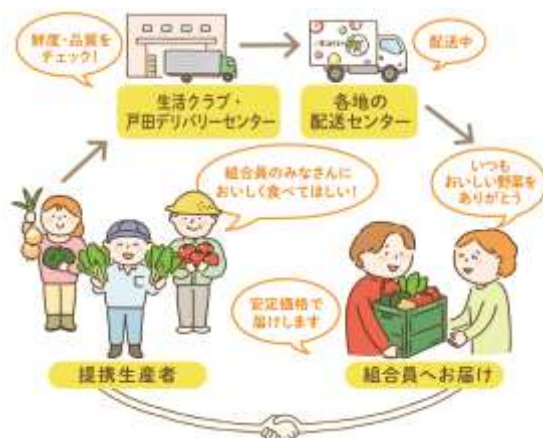 鮮度・品質を
チェック!
生活クラブ・
戸田デリバリーセンター
各地の
配送センター
配送中
組合員のみなさんに
おいしく食べてほしい!
いつも
おいしい野菜を
ありがとう
安定価格で
届けします
提携生産者
組合員へお届け